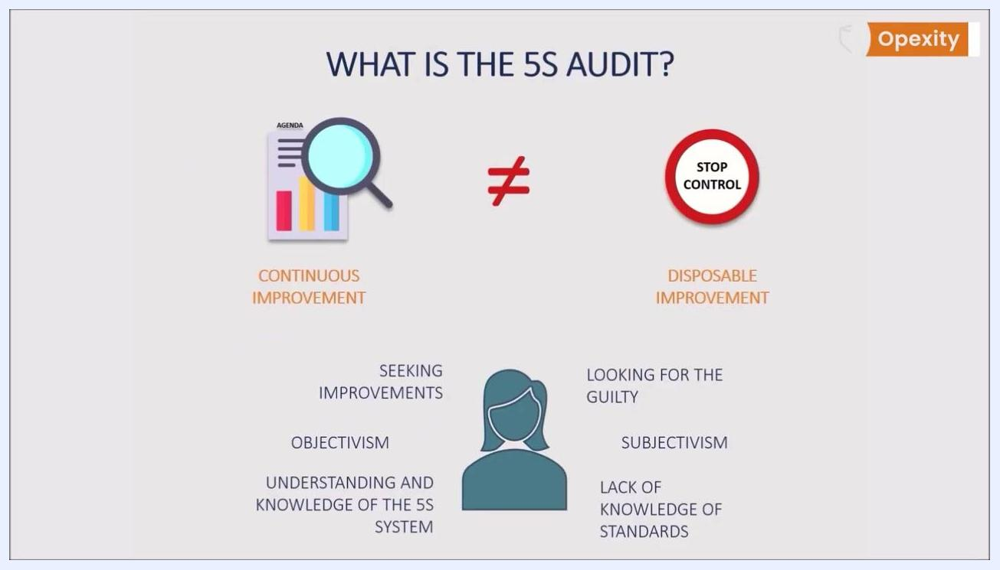 Opexity
WHAT IS THE 5S AUDIT?
AGENDA
STOP
CONTROL
CONTINUOUS
IMPROVEMENT
DISPOSABLE
IMPROVEMENT
SEEKING
IMPROVEMENTS
LOOKING FOR THE
GUILTY
OBJECTIVISM
SUBJECTIVISM
UNDERSTANDING AND
KNOWLEDGE OF THE 5S
SYSTEM
LACK OF
KNOWLEDGE OF
STANDARDS